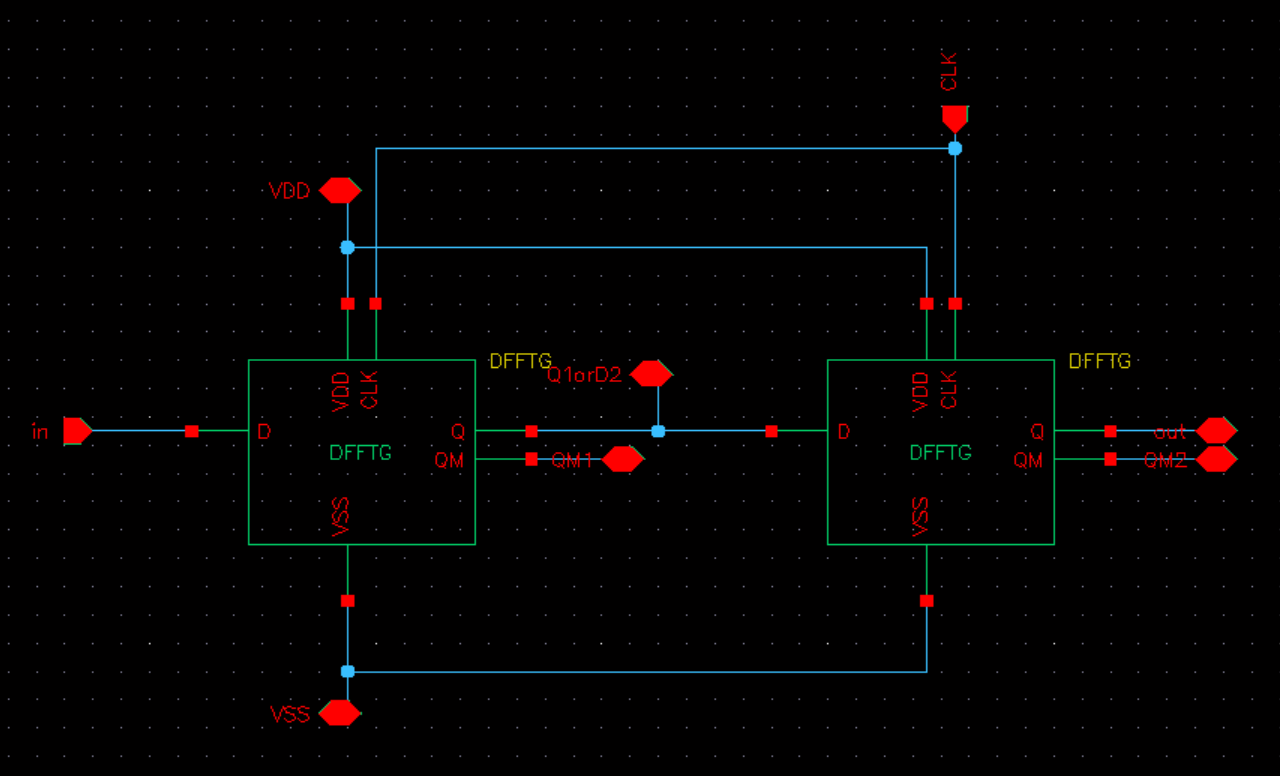 CLK
VDD
DFFTG
DFFTG
Q1orD2
VDD
CLK
VDD
CLK
in
D
Q
D
Q
out
DFFTG
QM
QM1
DFFTG
QM
QM2
VSS
VSS
VSS